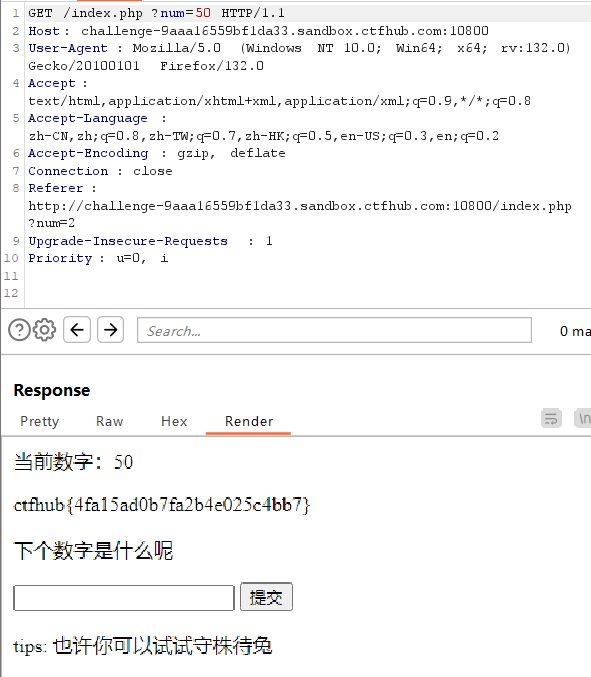 1 GET /index.php ?num=50 HTTP/1.1
2 Host : challenge-9aaa16559bf1da33.sandbox.ctfhub.com:10800
3 User-Agent : Mozilla/5.0 (Windows NT 10.0; Win64; x64; rv:132.0)
Gecko/20100101 Firefox/132.0
4 Accept :
text/html,application/xhtml+xml,application/xml;q=0.9,*/*;q=0.8
5 Accept-Language :
zh-CN,zh;q=0.8,zh-TW;q=0.7,zh-HK;q=0.5,en-US;q=0.3,en;q=0.2
6 Accept-Encoding : gzip, deflate
7 Connection : close
8 Referer :
http://challenge-9aaa16559bf1da33.sandbox.ctfhub.com:10800/index.php
?num=2
9 Upgrade-Insecure-Requests : 1
10 Priority : u=0, i
11
12
Search...
0 ma
Response
Pretty Raw Hex Render
\n
当前数字：50
ctfhub{4fa15ad0b7fa2b4e025c4bb7}
下个数字是什么呢
提交
tips: 也许你可以试试守株待兔